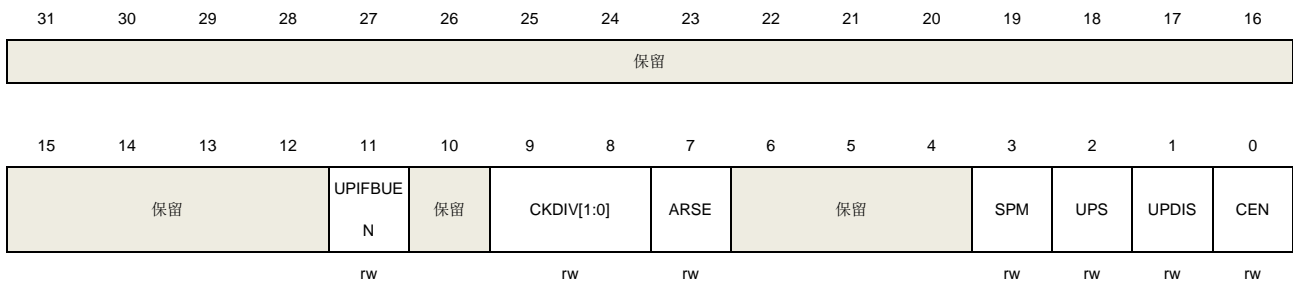 31 30 29 28 27 26 25 24 23 22 21 20 19 18 17 16
保留
15 14 13 12 11 10 9 8 7 6 5 4 3 2 1 0
保留 UPIFBUE
N 保留 CKDIV[1:0] ARSE 保留 SPM UPS UPDIS CEN
rw rw rw rw rw rw rw